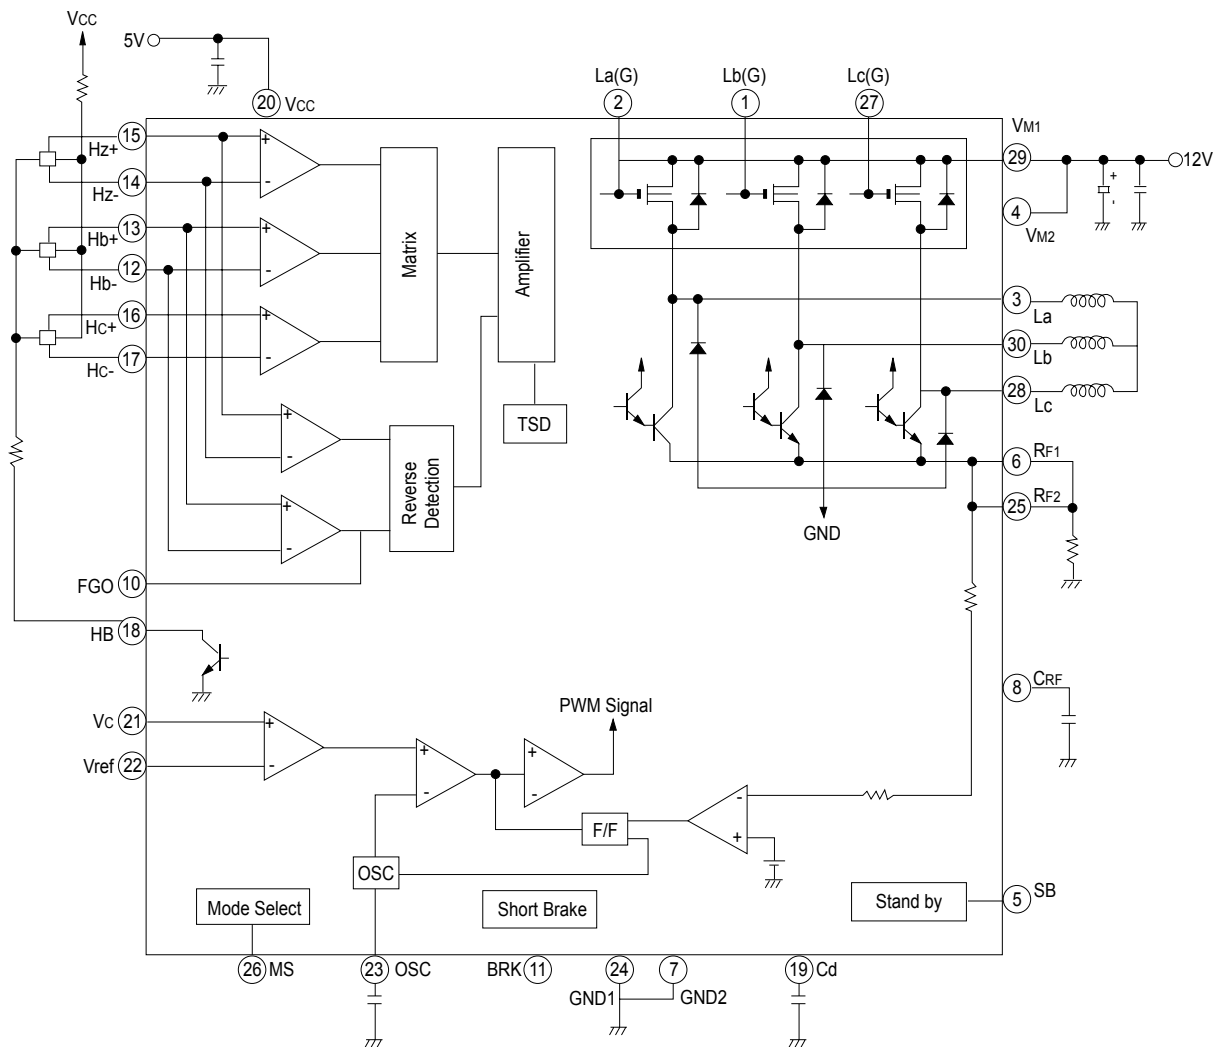 Vcc
5V
20 Vcc
La(G)
2
Lb(G)
1
Lc(G)
27
VM1
29
12V
4
VM2
15
Hz+
14
Hz-
13
Hb+
12
Hb-
16
Hc+
17
Hc-
+
-
+
-
+
-
Matrix
Amplifier
TSD
+
-
+
-
Reverse
Detection
+
-
3
La
30
Lb
28
Lc
6 RF1
25 RF2
GND
FGO 10
HB 18
8 CRF
Vc 21
Vref 22
+
-
+
-
+
-
PWM Signal
F/F
-
+
OSC
Mode Select
Short Brake
Stand by
5 SB
26 MS
23 OSC
BRK 11
24
GND1
7
GND2
19 Cd